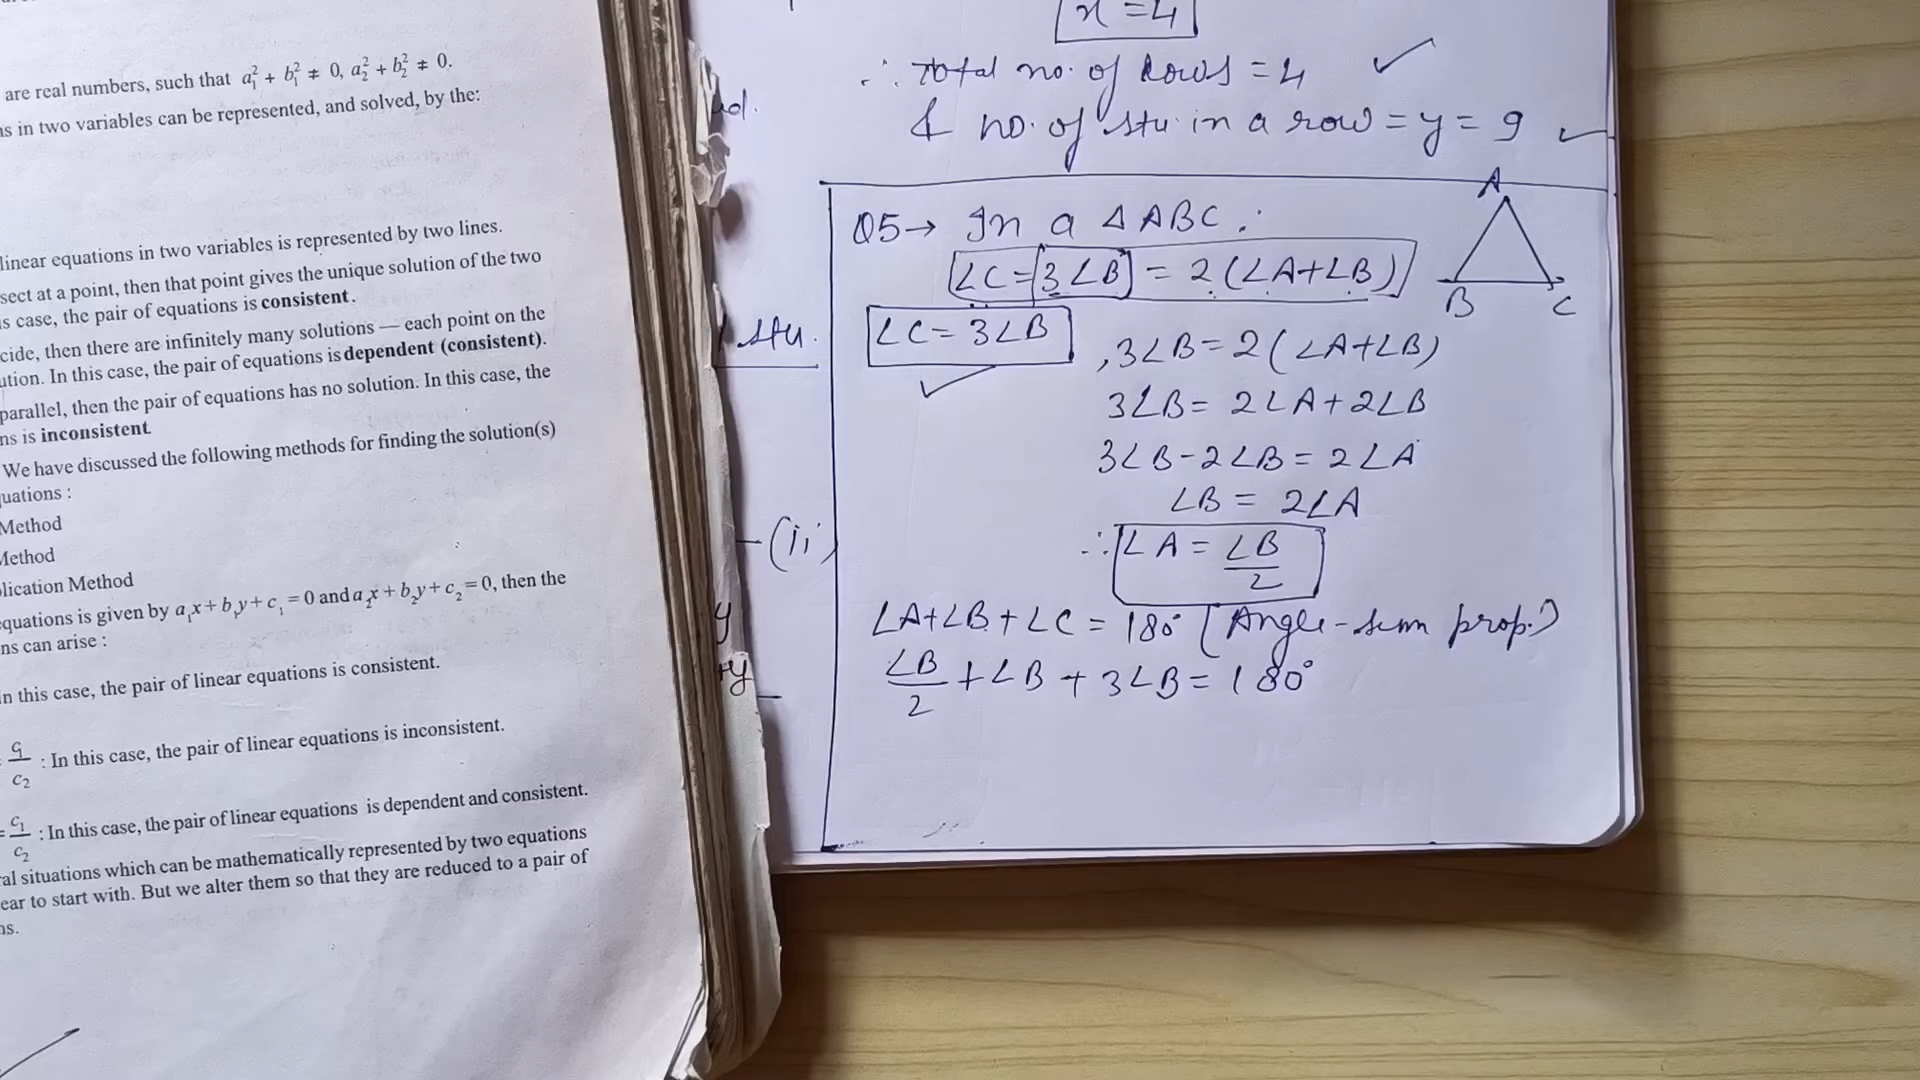 are real numbers, such that a₁² + b₁² ≠ 0, a₂² + b₂² ≠ 0.
in two variables can be represented, and solved, by the:
linear equations in two variables is represented by two lines.
sect at a point, then that point gives the unique solution of the two
s case, the pair of equations is consistent.
cide, then there are infinitely many solutions — each point on the
ution. In this case, the pair of equations is dependent (consistent).
parallel, then the pair of equations has no solution. In this case, the
ns is inconsistent
We have discussed the following methods for finding the solution(s)
quations :
Method
Method
plication Method
equations is given by a₁x + b₁y + c₁ = 0 and a₂x + b₂y + c₂ = 0, then the
ns can arise :
In this case, the pair of linear equations is consistent.
c₁/c₂ : In this case, the pair of linear equations is inconsistent.
= c₁/c₂ : In this case, the pair of linear equations is dependent and consistent.
ral situations which can be mathematically represented by two equations
ear to start with. But we alter them so that they are reduced to a pair of
ns.
stu.
-(ii)
y
+y
x = 4
∴ Total no. of rows = 4 ✓
& no. of stu. in a row = y = 9 ✓
Q5→ In a △ABC :
∠C = 3∠B = 2(∠A+∠B)
A
B C
∠C = 3∠B ✓
, 3∠B = 2(∠A+∠B)
3∠B = 2∠A + 2∠B
3∠B - 2∠B = 2∠A
∠B = 2∠A
∴ ∠A = ∠B/2
∠A+∠B+∠C = 180° (Angle-sum prop.)
∠B/2 + ∠B + 3∠B = 180°